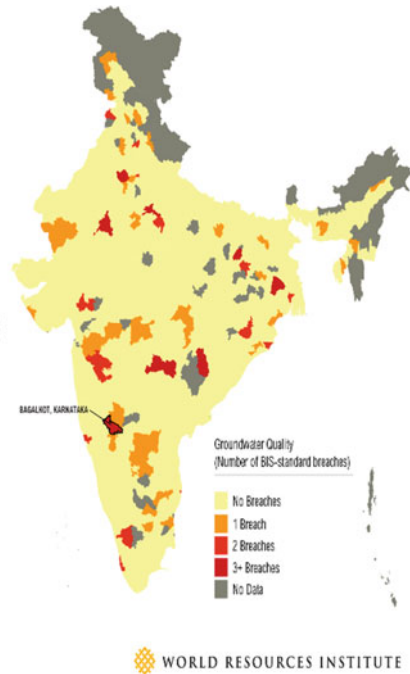 BAGALKOT, KARNATAKA
Groundwater Quality
(Number of BIS-standard breaches)
No Breaches
1 Breach
2 Breaches
3+ Breaches
No Data
WORLD RESOURCES INSTITUTE